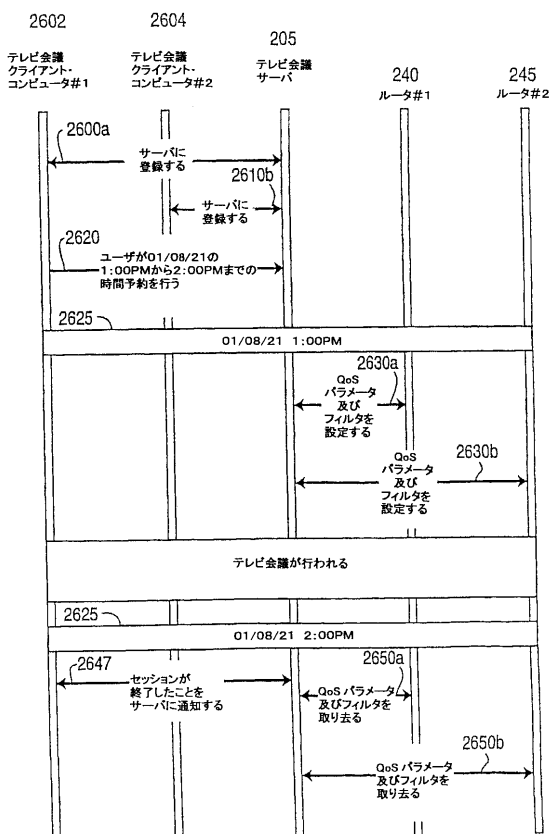 2602
テレビ会議
クライアント・
コンピュータ#1
2604
テレビ会議
クライアント・
コンピュータ#2
205
テレビ会議
サーバ
240
ルータ#1
245
ルータ#2
2600a
サーバに
登録する
2610b
サーバに
登録する
2620
ユーザが01/08/21の
1:00PMから2:00PMまでの
時間予約を行う
2625
01/08/21 1:00PM
2630a
QoS
パラメータ
及び
フィルタを
設定する
2630b
QoS
パラメータ
及び
フィルタを
設定する
テレビ会議が行われる
2625
01/08/21 2:00PM
2647
セッションが
終了したことを
サーバに通知する
2650a
QoS パラメータ
及びフィルタを
取り去る
2650b
QoS パラメータ
及びフィルタを
取り去る